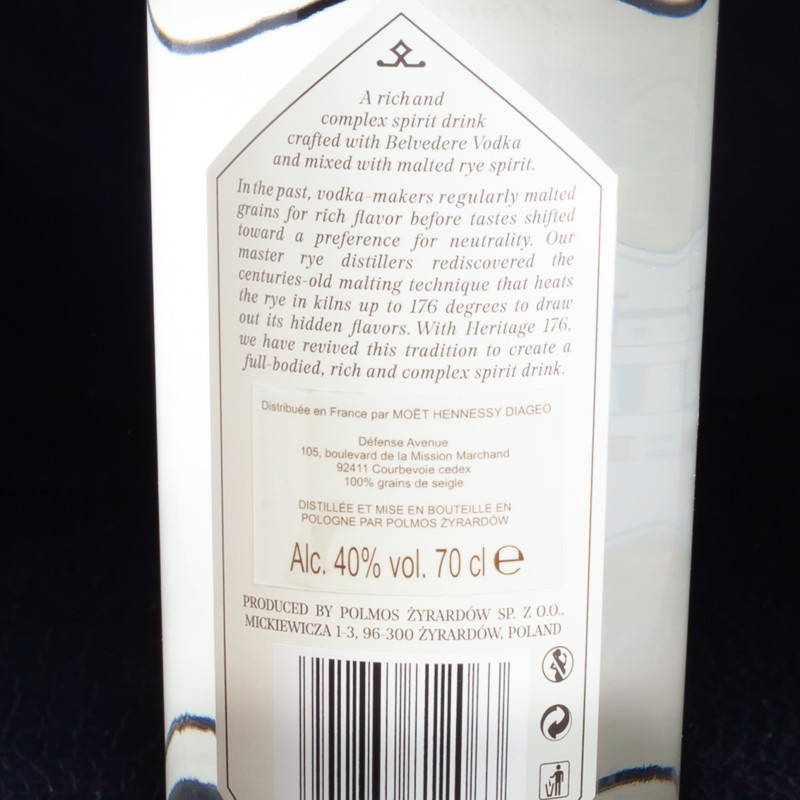 A rich and
complex spirit drink
crafted with Belvedere Vodka
and mixed with malted rye spirit.
In the past, vodka-makers regularly malted
grains for rich flavor before tastes shifted
toward a preference for neutrality. Our
master rye distillers rediscovered the
centuries-old malting technique that heats
the rye in kilns up to 176 degrees to draw
out its hidden flavors. With Heritage 176,
we have revived this tradition to create a
full-bodied, rich and complex spirit drink.
Distribuée en France par MOËT HENNESSY DIAGEO
Défense Avenue
105, boulevard de la Mission Marchand
92411 Courbevoie cedex
100% grains de seigle
DISTILLÉE ET MISE EN BOUTEILLE EN
POLOGNE PAR POLMOS ŻYRARDÓW
Alc. 40% vol. 70 cl ℮
PRODUCED BY POLMOS ŻYRARDÓW SP. Z O.O.,
MICKIEWICZA 1-3, 96-300 ŻYRARDÓW, POLAND